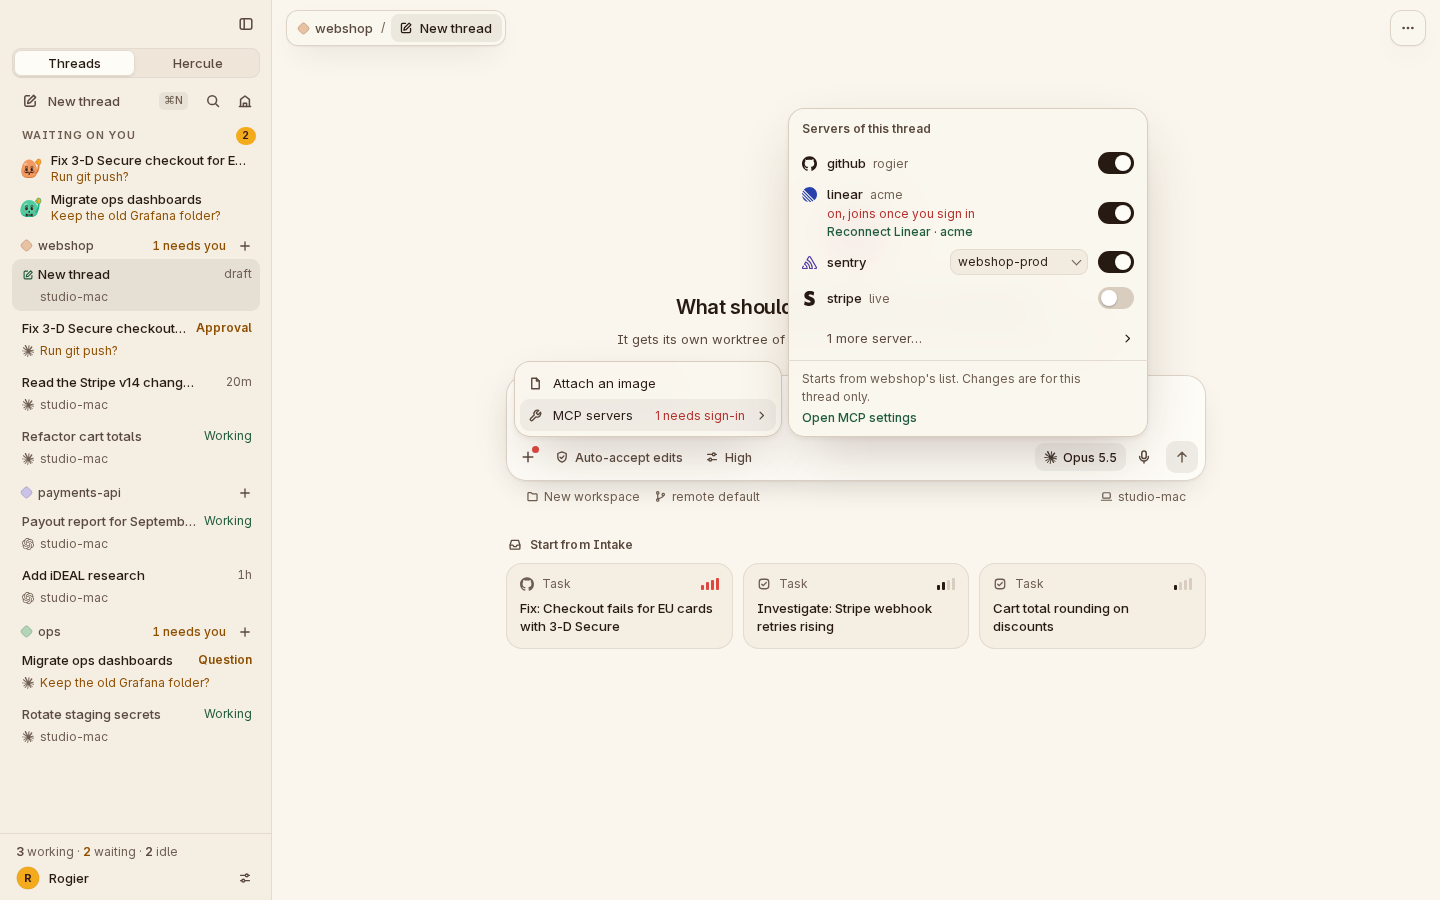 Threads
Hercule
New thread ⌘N
WAITING ON YOU 2
Fix 3-D Secure checkout for E...
Run git push?
Migrate ops dashboards
Keep the old Grafana folder?
webshop 1 needs you
New thread draft
studio-mac
Fix 3-D Secure checkout... Approval
Run git push?
Read the Stripe v14 chang... 20m
studio-mac
Refactor cart totals Working
studio-mac
payments-api
Payout report for Septemb... Working
studio-mac
Add iDEAL research 1h
studio-mac
ops 1 needs you
Migrate ops dashboards Question
Keep the old Grafana folder?
Rotate staging secrets Working
studio-mac
3 working · 2 waiting · 2 idle
R Rogier
webshop / New thread
What should
It gets its own worktree of
Servers of this thread
github rogier
linear acme
on, joins once you sign in
Reconnect Linear · acme
sentry webshop-prod
stripe live
1 more server...
Starts from webshop's list. Changes are for this
thread only.
Open MCP settings
Attach an image
MCP servers 1 needs sign-in
Auto-accept edits High Opus 5.5
New workspace remote default studio-mac
Start from Intake
Task
Fix: Checkout fails for EU cards
with 3-D Secure
Task
Investigate: Stripe webhook
retries rising
Task
Cart total rounding on
discounts